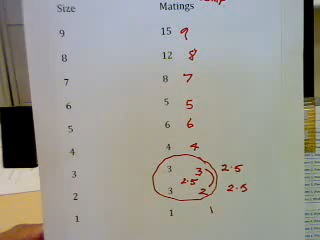 Size Matings
9 15 9
8 12 8
7 8 7
6 5 5
5 6 6
4 4 4
3 3 3 2.5
2.5
2 3 2 2.5
1 1 1